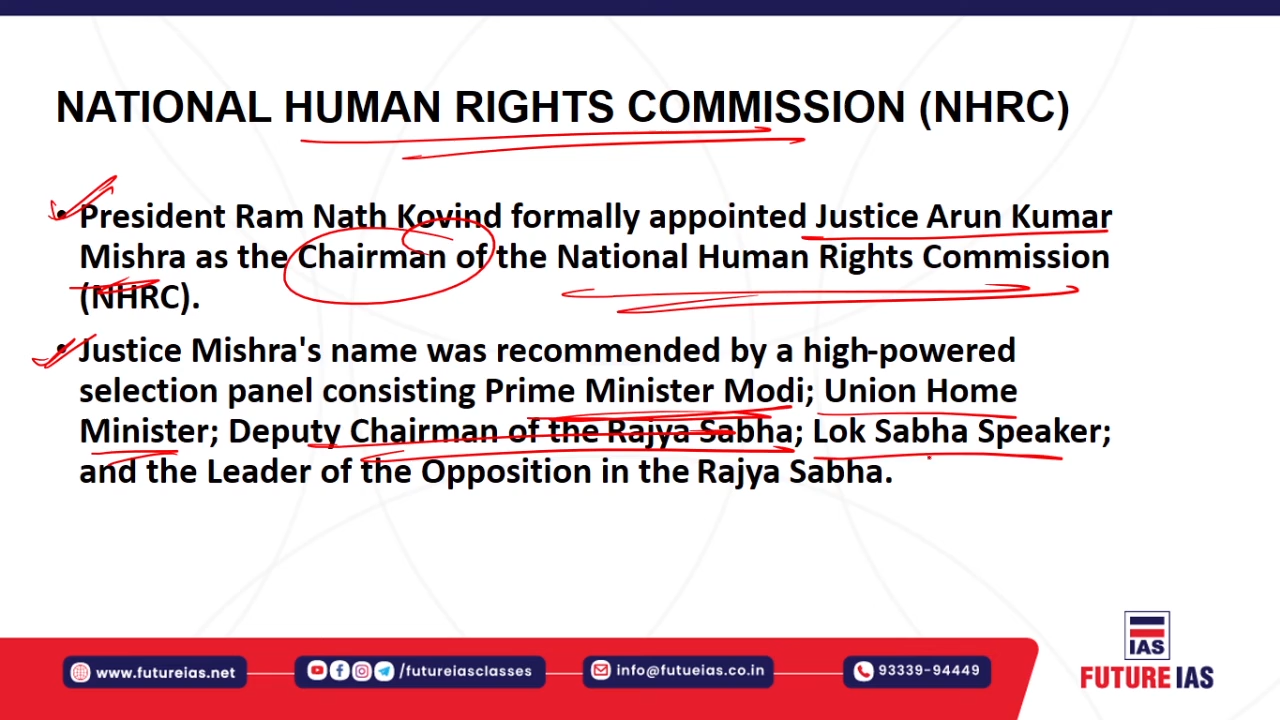 NATIONAL HUMAN RIGHTS COMMISSION (NHRC)
• President Ram Nath Kovind formally appointed Justice Arun Kumar
Mishra as the Chairman of the National Human Rights Commission
(NHRC).
• Justice Mishra's name was recommended by a high-powered
selection panel consisting Prime Minister Modi; Union Home
Minister; Deputy Chairman of the Rajya Sabha; Lok Sabha Speaker;
and the Leader of the Opposition in the Rajya Sabha.
IAS
FUTURE IAS
www.futureias.net
/futureiasclasses
info@futueias.co.in
93339-94449